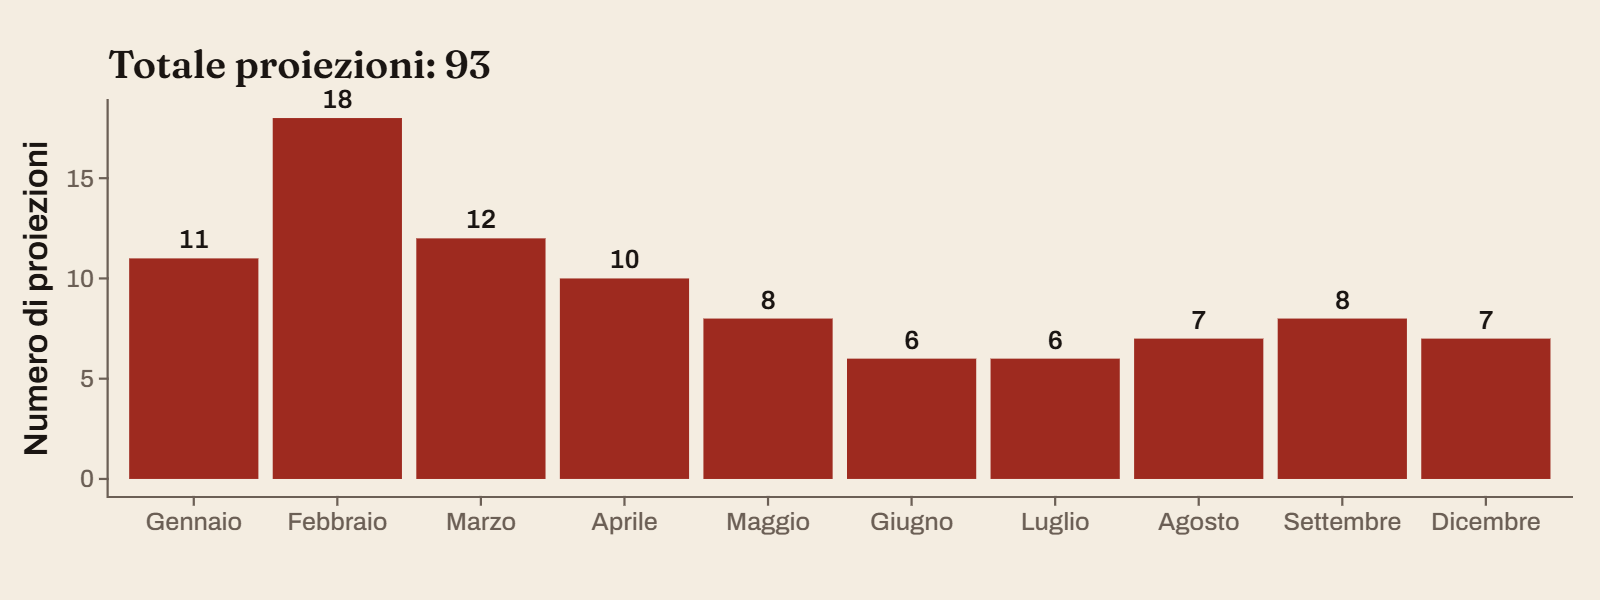 Totale proiezioni: 93
Numero di proiezioni
15
10
5
0
11
18
12
10
8
6
6
7
8
7
Gennaio
Febbraio
Marzo
Aprile
Maggio
Giugno
Luglio
Agosto
Settembre
Dicembre